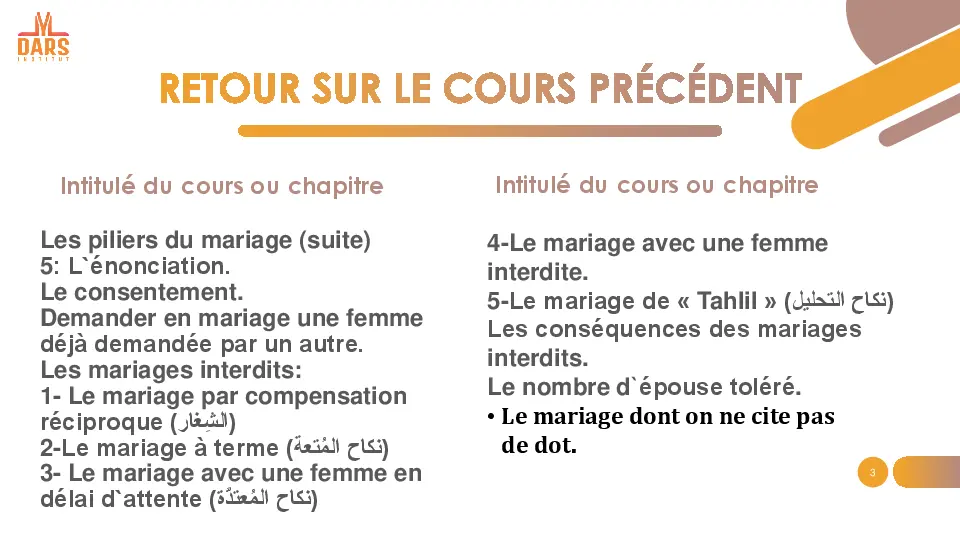 DARS
INSTITUT
RETOUR SUR LE COURS PRÉCÉDENT
Intitulé du cours ou chapitre
Les piliers du mariage (suite)
5: L`énonciation.
Le consentement.
Demander en mariage une femme
déjà demandée par un autre.
Les mariages interdits:
1- Le mariage par compensation
réciproque (الشِغار)
2-Le mariage à terme (نكاح المُتعة)
3- Le mariage avec une femme en
délai d`attente (نكاح المُعتدّة)
Intitulé du cours ou chapitre
4-Le mariage avec une femme
interdite.
5-Le mariage de « Tahlil » (نكاح التحليل)
Les conséquences des mariages
interdits.
Le nombre d`épouse toléré.
• Le mariage dont on ne cite pas
de dot.
3